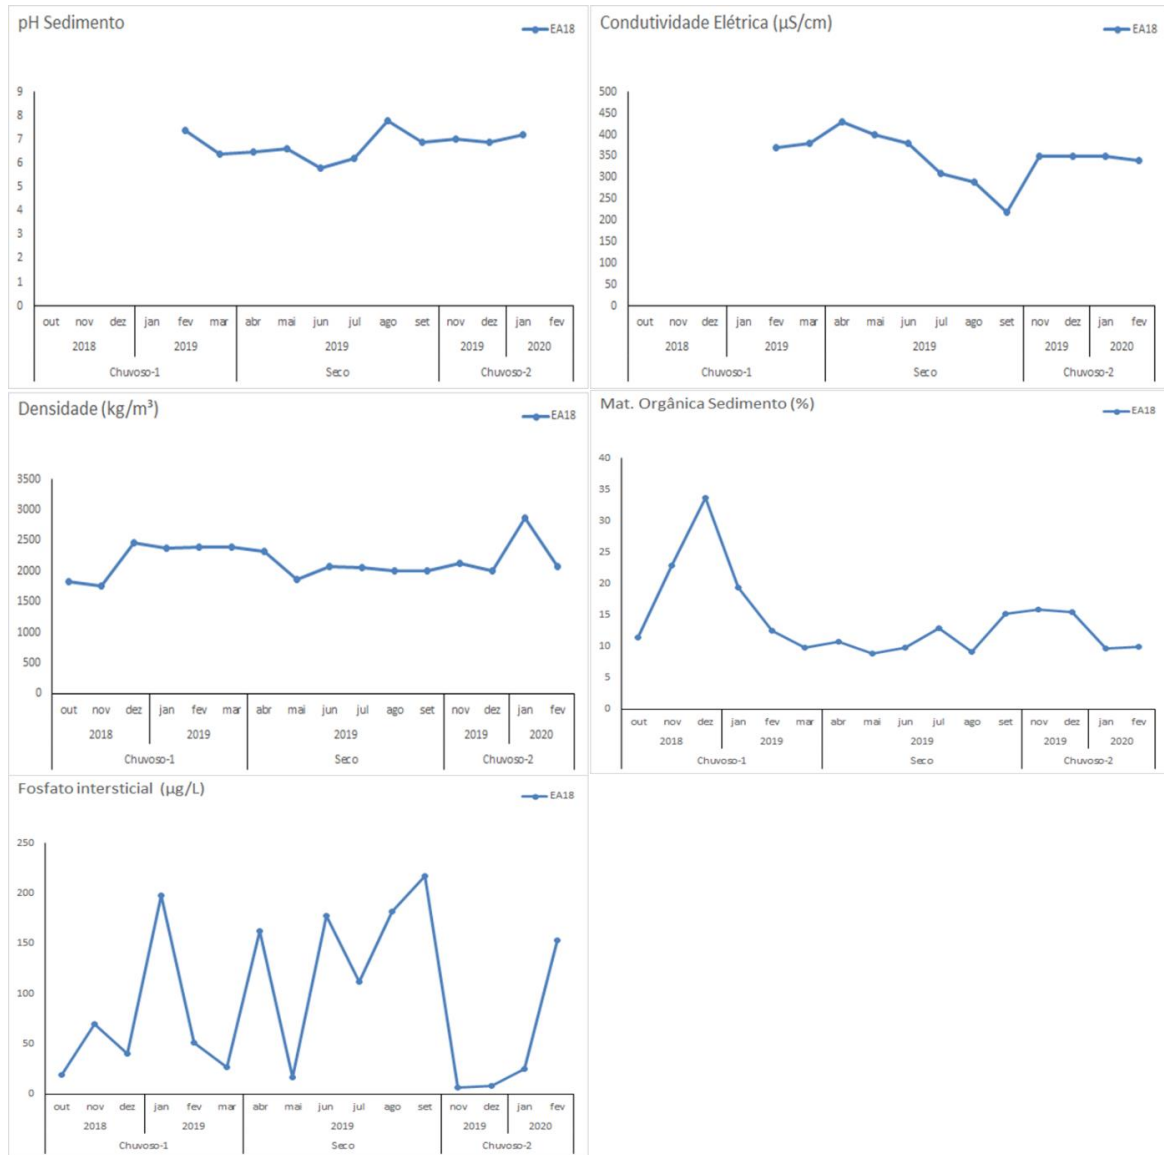 pH Sedimento
EA18
9
8
7
6
5
4
3
2
1
0
out nov dez jan fev mar abr mai jun jul ago set nov dez jan fev
2018 2019 2019 2019 2020
Chuvoso-1 Seco Chuvoso-2
Condutividade Elétrica (µS/cm)
EA18
500
450
400
350
300
250
200
150
100
50
0
out nov dez jan fev mar abr mai jun jul ago set nov dez jan fev
2018 2019 2019 2019 2020
Chuvoso-1 Seco Chuvoso-2
Densidade (kg/m³)
EA18
3500
3000
2500
2000
1500
1000
500
0
out nov dez jan fev mar abr mai jun jul ago set nov dez jan fev
2018 2019 2019 2019 2020
Chuvoso-1 Seco Chuvoso-2
Mat. Orgânica Sedimento (%)
EA18
40
35
30
25
20
15
10
5
0
out nov dez jan fev mar abr mai jun jul ago set nov dez jan fev
2018 2019 2019 2019 2020
Chuvoso-1 Seco Chuvoso-2
Fosfato intersticial (µg/L)
EA18
250
200
150
100
50
0
out nov dez jan fev mar abr mai jun jul ago set nov dez jan fev
2018 2019 2019 2019 2020
Chuvoso-1 Seco Chuvoso-2